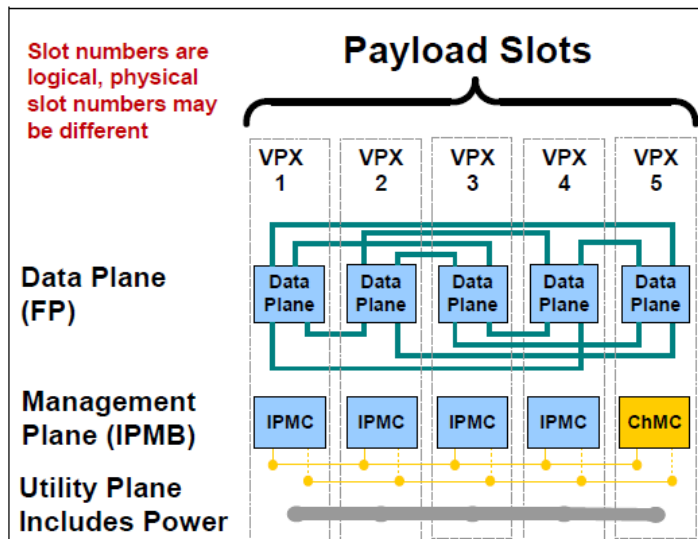 Slot numbers are
logical, physical
slot numbers may
be different
Payload Slots
VPX
1
VPX
2
VPX
3
VPX
4
VPX
5
Data Plane
(FP)
Data
Plane
Data
Plane
Data
Plane
Data
Plane
Data
Plane
Management
Plane (IPMB)
IPMC
IPMC
IPMC
IPMC
ChMC
Utility Plane
Includes Power